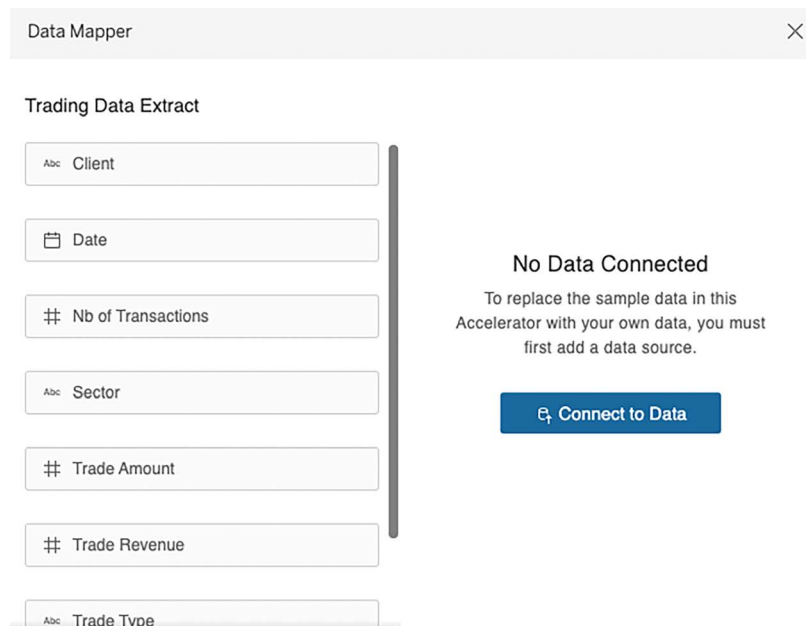 Data Mapper
Trading Data Extract
Abc Client
Date
Nb of Transactions
Abc Sector
Trade Amount
Trade Revenue
Abc Trade Type
No Data Connected
To replace the sample data in this
Accelerator with your own data, you must
first add a data source.
Connect to Data